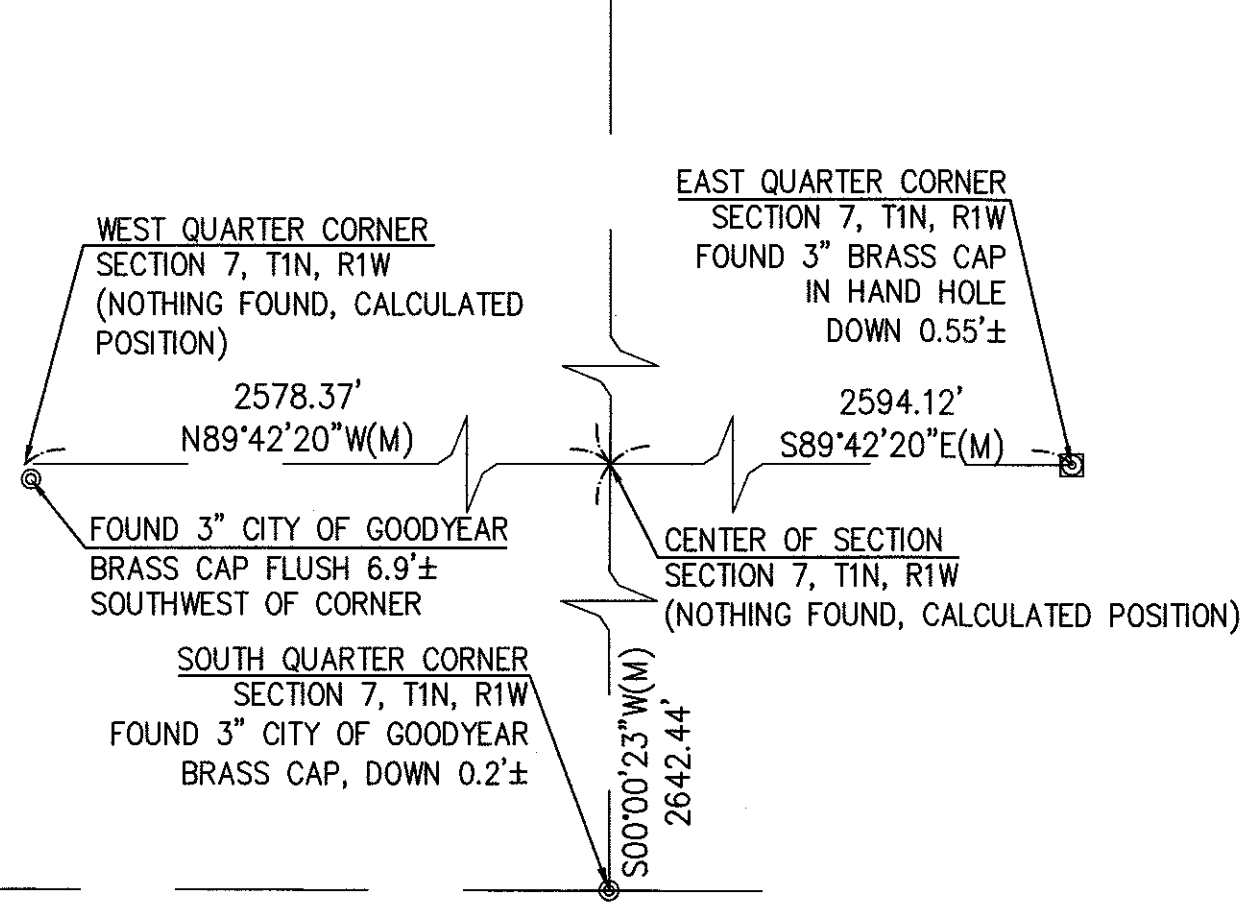 EAST QUARTER CORNER
SECTION 7, T1N, R1W
FOUND 3" BRASS CAP
IN HAND HOLE
DOWN 0.55'±
WEST QUARTER CORNER
SECTION 7, T1N, R1W
(NOTHING FOUND, CALCULATED
POSITION)
2578.37'
N89°42'20"W(M)
2594.12'
S89°42'20"E(M)
FOUND 3" CITY OF GOODYEAR
BRASS CAP FLUSH 6.9'±
SOUTHWEST OF CORNER
CENTER OF SECTION
SECTION 7, T1N, R1W
(NOTHING FOUND, CALCULATED POSITION)
SOUTH QUARTER CORNER
SECTION 7, T1N, R1W
FOUND 3" CITY OF GOODYEAR
BRASS CAP, DOWN 0.2'±
S00°00'23"W(M)
2642.44'